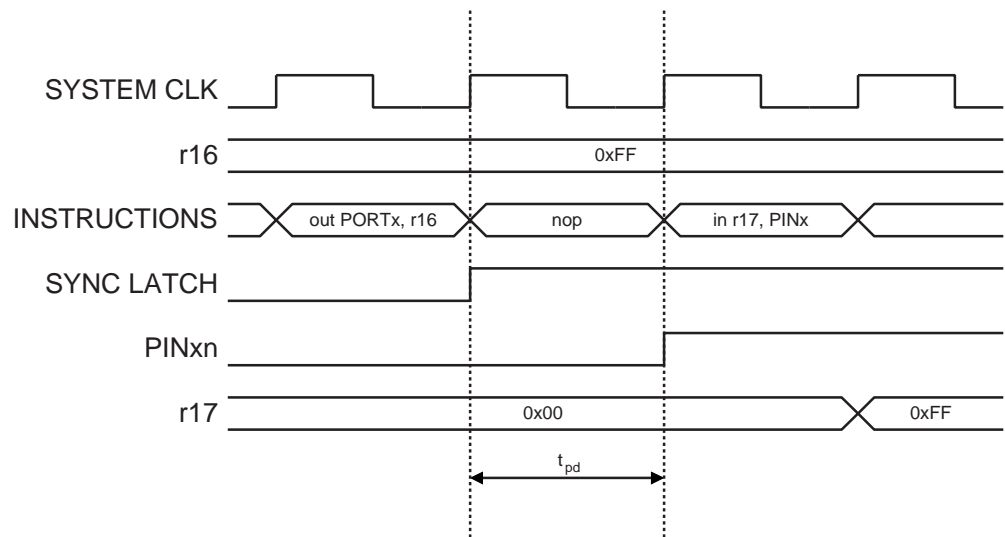 SYSTEM CLK
r16
0xFF
INSTRUCTIONS
out PORTx, r16
nop
in r17, PINx
SYNC LATCH
PINxn
r17
0x00
0xFF
tpd